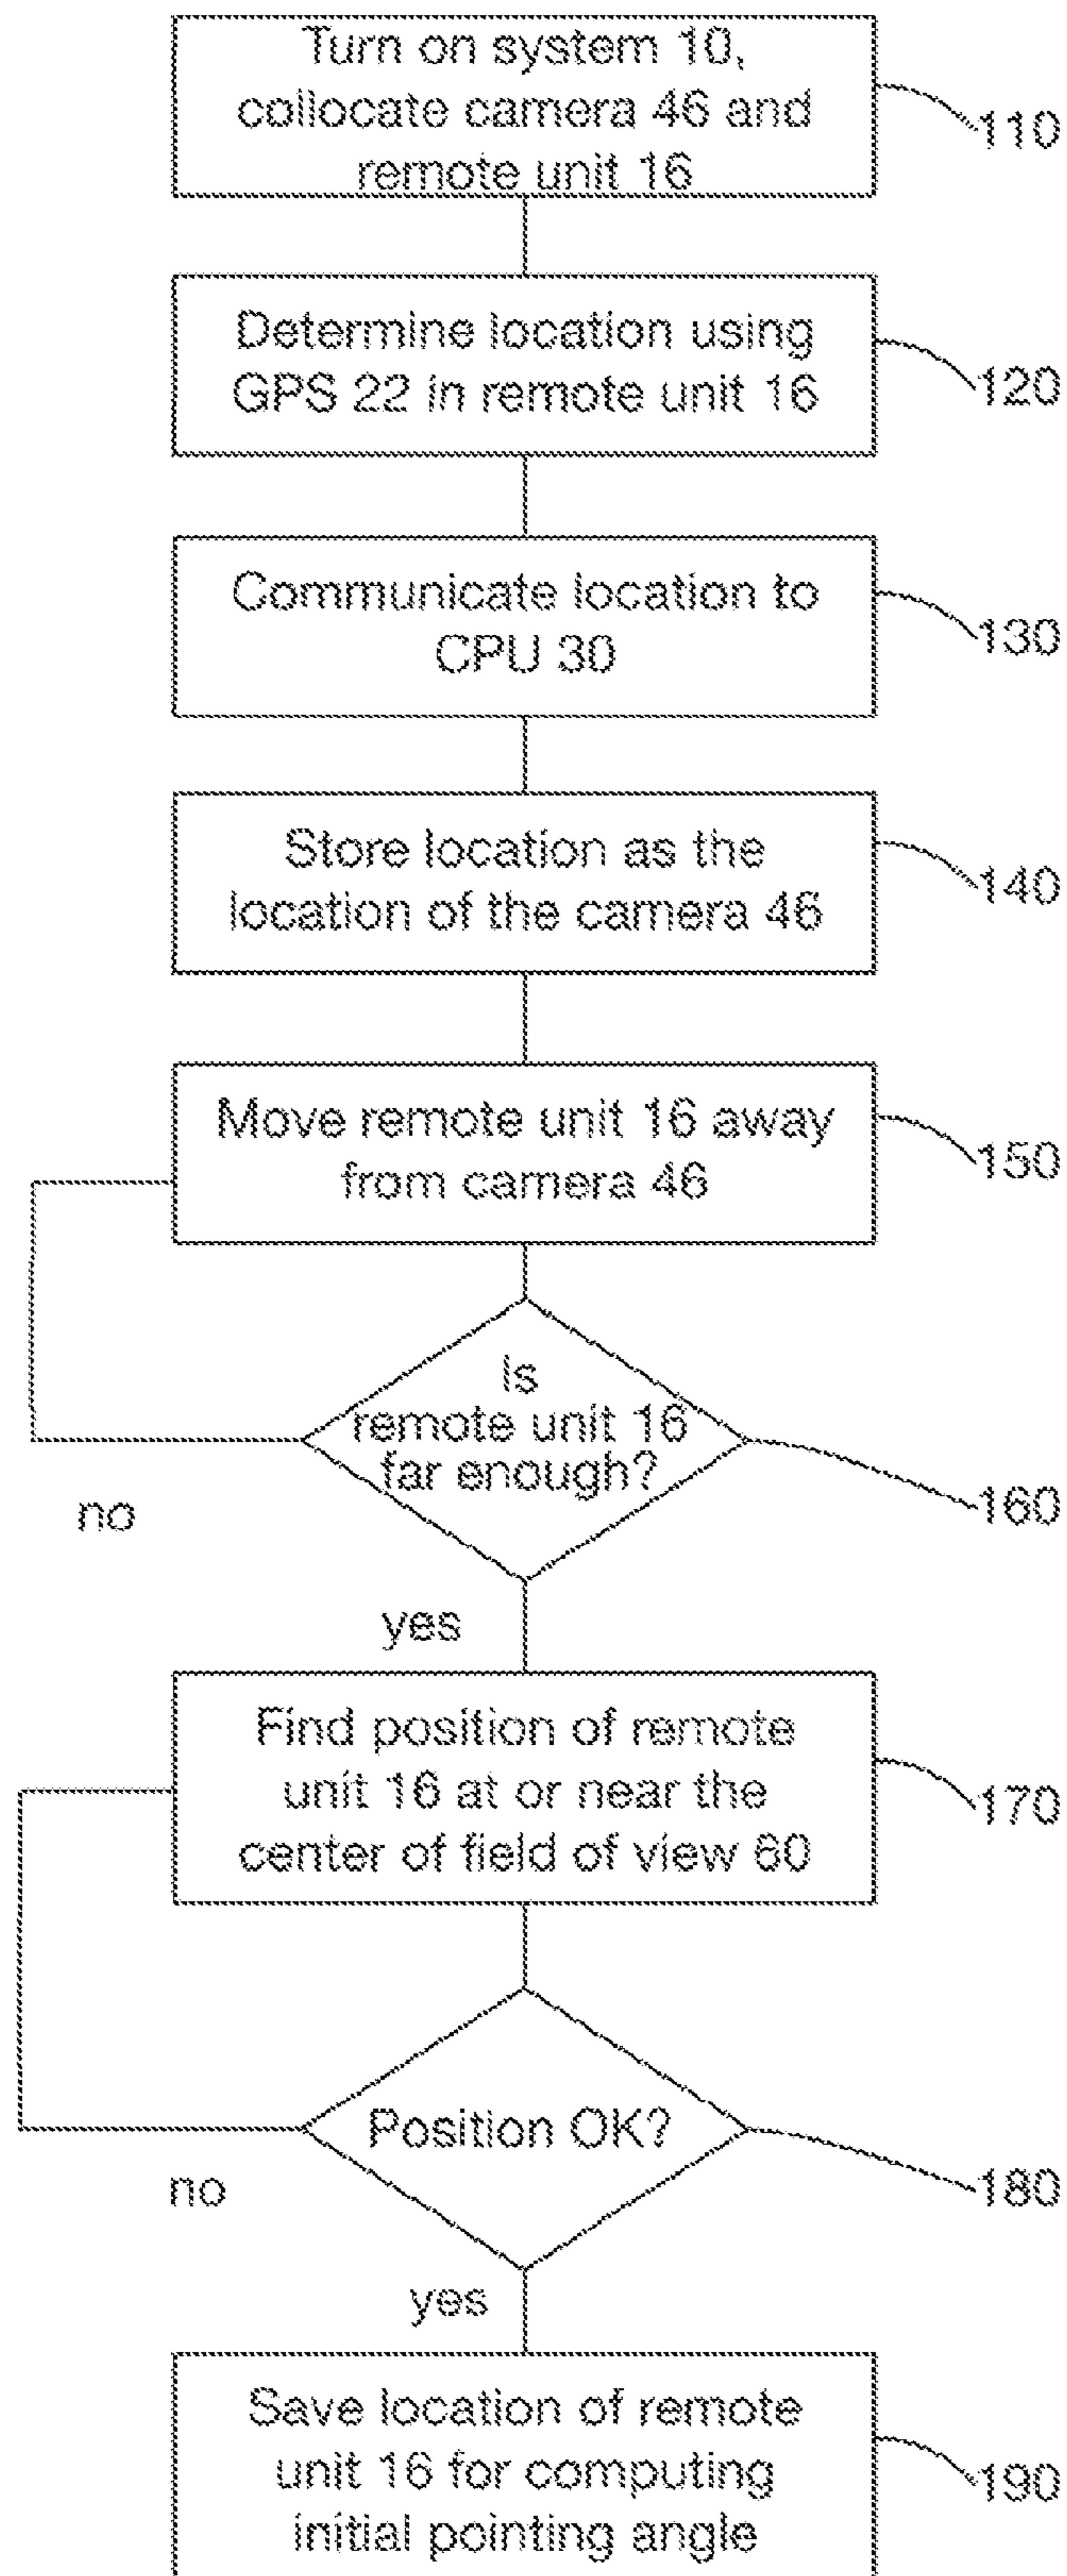 Turn on system 10,
collocate camera 46 and
remote unit 16
110
Determine location using
GPS 22 in remote unit 16
120
Communicate location to
CPU 30
130
Store location as the
location of the camera 46
140
Move remote unit 16 away
from camera 46
150
Is
remote unit 16
far enough?
160
no
yes
Find position of remote
unit 16 at or near the
center of field of view 60
170
Position OK?
180
no
yes
Save location of remote
unit 16 for computing
initial pointing angle
190